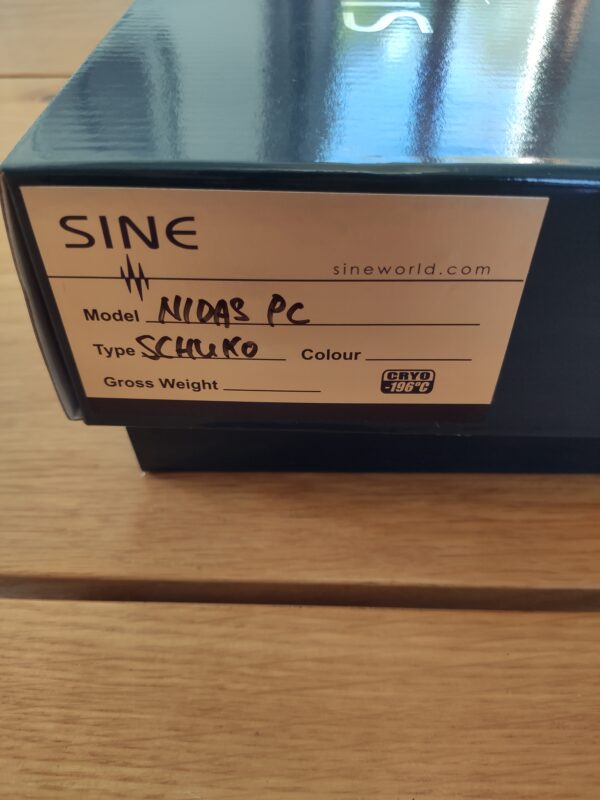 SINE
sineworld.com
Model NIDAS PC
Type SCHUKO Colour
Gross Weight
CRYO
-196°C